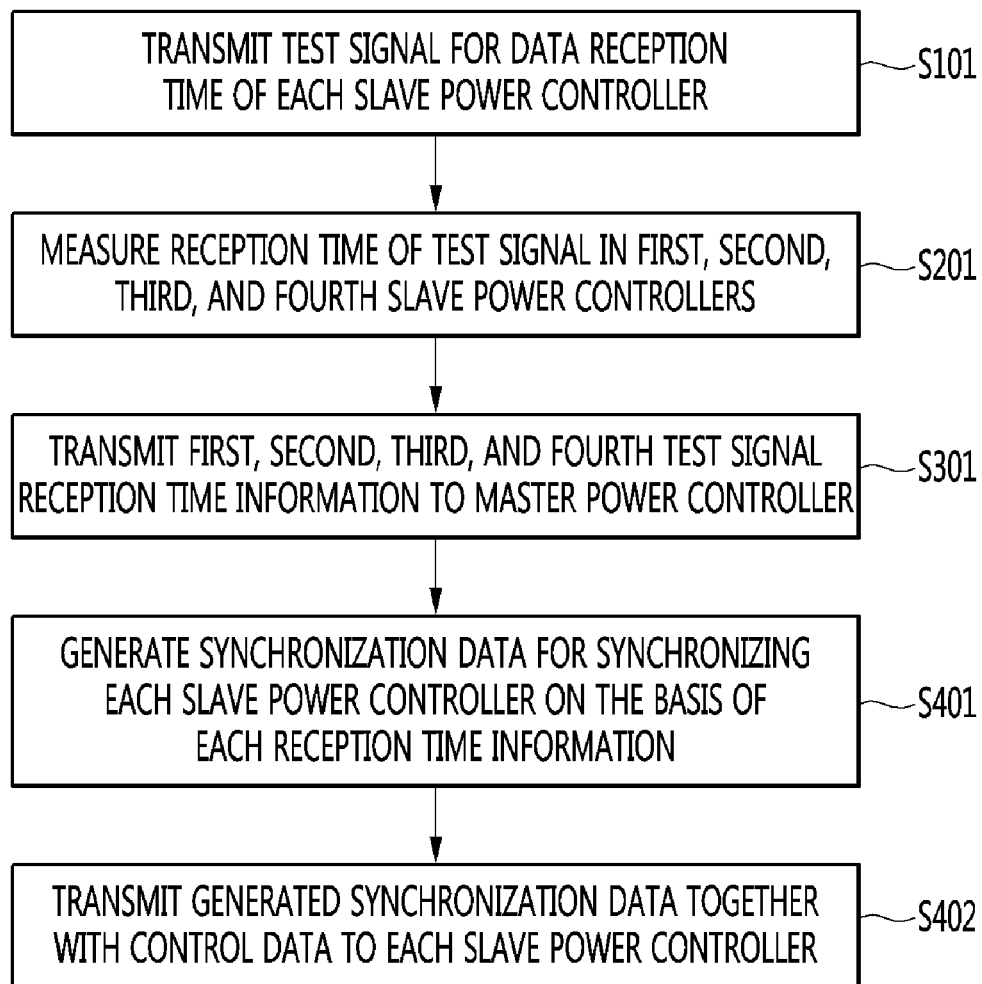 TRANSMIT TEST SIGNAL FOR DATA RECEPTION
TIME OF EACH SLAVE POWER CONTROLLER
S101
MEASURE RECEPTION TIME OF TEST SIGNAL IN FIRST, SECOND,
THIRD, AND FOURTH SLAVE POWER CONTROLLERS
S201
TRANSMIT FIRST, SECOND, THIRD, AND FOURTH TEST SIGNAL
RECEPTION TIME INFORMATION TO MASTER POWER CONTROLLER
S301
GENERATE SYNCHRONIZATION DATA FOR SYNCHRONIZING
EACH SLAVE POWER CONTROLLER ON THE BASIS OF
EACH RECEPTION TIME INFORMATION
S401
TRANSMIT GENERATED SYNCHRONIZATION DATA TOGETHER
WITH CONTROL DATA TO EACH SLAVE POWER CONTROLLER
S402